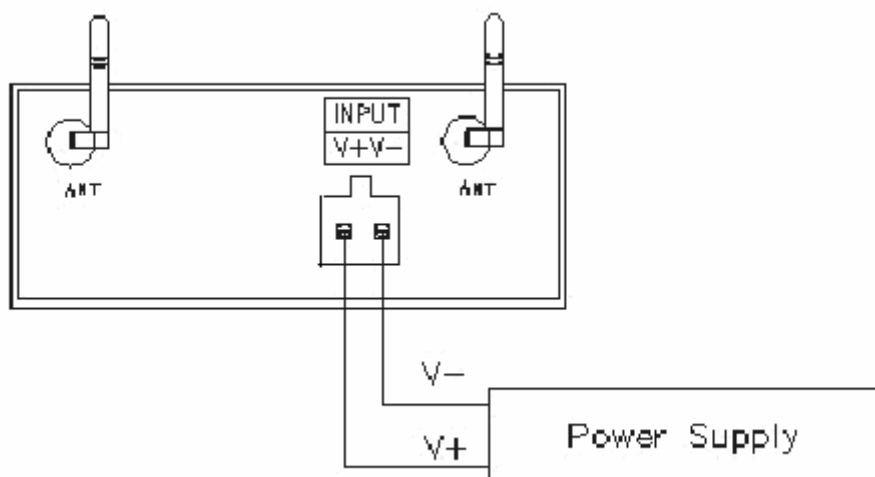 INPUT
V+V-
ANT
ANT
V-
V+
Power Supply